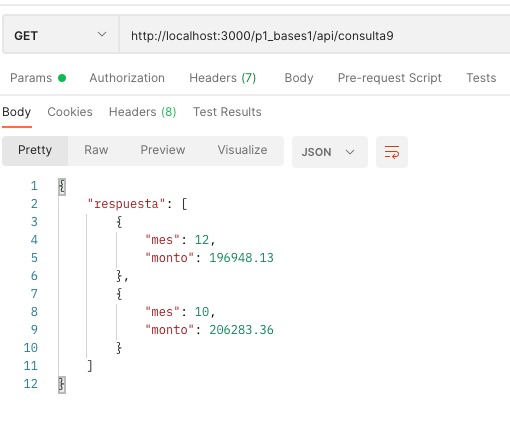 GET http://localhost:3000/p1_bases1/api/consulta9
Params Authorization Headers (7) Body Pre-request Script Tests
Body Cookies Headers (8) Test Results
Pretty Raw Preview Visualize JSON
1 {
2 "respuesta": [
3 {
4 "mes": 12,
5 "monto": 196948.13
6 },
7 {
8 "mes": 10,
9 "monto": 206283.36
10 }
11 ]
12 }